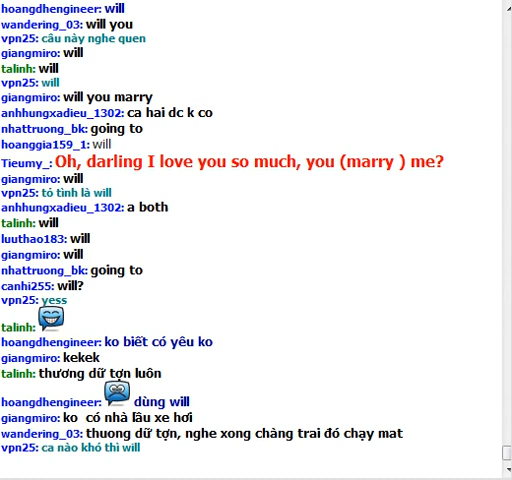 hoangdhengineer: will
wandering_03: will you
vpn25: câu này nghe quen
giangmiro: will
talinh: will
vpn25: will
giangmiro: will you marry
anhhungxadieu_1302: ca hai dc k co
nhattruong_bk: going to
hoanggia159_1: will
Tieumy_: Oh, darling I love you so much, you (marry ) me?
giangmiro: will
vpn25: tỏ tình là will
anhhungxadieu_1302: a both
talinh: will
luuthao183: will
giangmiro: will
nhattruong_bk: going to
canhi255: will?
vpn25: yess
talinh:
hoangdhengineer: ko biết có yêu ko
giangmiro: kekek
talinh: thương dữ tợn luôn
hoangdhengineer: dùng will
giangmiro: ko có nhà lầu xe hơi
wandering_03: thuong dữ tợn, nghe xong chàng trai đó chạy mat
vpn25: ca nào khó thì will